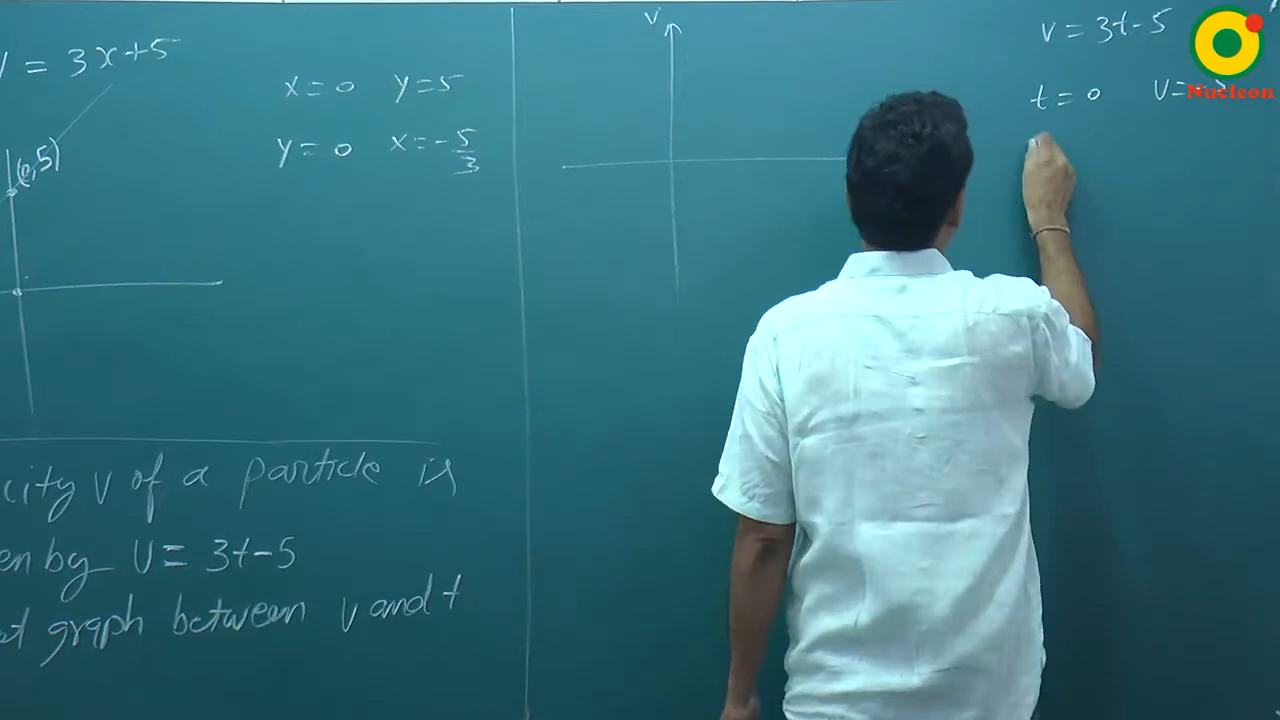 y = 3x+5
x = 0 y = 5
(0,5)
y = 0 x = -5/3
city v of a particle is
en by v = 3t-5
ot graph between v and t
v
v = 3t-5
t = 0 v =
Nucleon